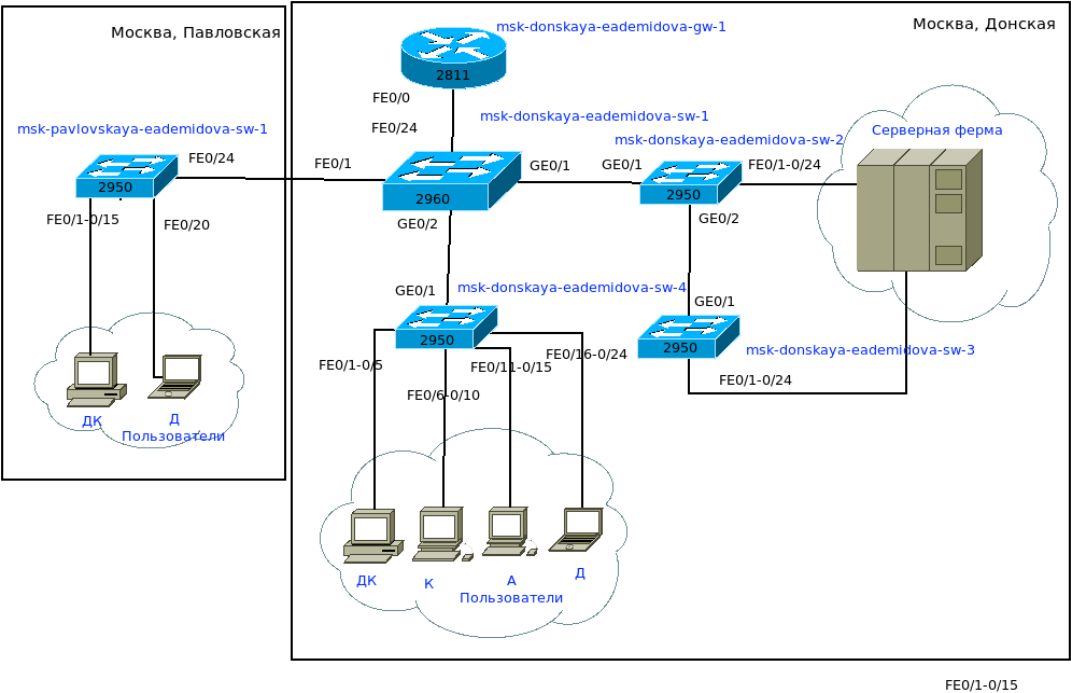 Москва, Павловская
Москва, Донская
msk-donskaya-eademidova-gw-1
2811
FE0/0
FE0/24
msk-donskaya-eademidova-sw-1
msk-pavlovskaya-eademidova-sw-1
msk-donskaya-eademidova-sw-2
Серверная ферма
FE0/24
FE0/1
GE0/1
GE0/1
FE0/1-0/24
2950
2960
2950
FE0/1-0/15
FE0/20
GE0/2
GE0/2
GE0/1
msk-donskaya-eademidova-sw-4
GE0/1
2950
2950
msk-donskaya-eademidova-sw-3
FE0/1-0/5
FE0/11-0/15
FE0/16-0/24
FE0/1-0/24
FE0/6-0/10
ДК
Д
Пользователи
ДК
К
А
Д
Пользователи
FE0/1-0/15